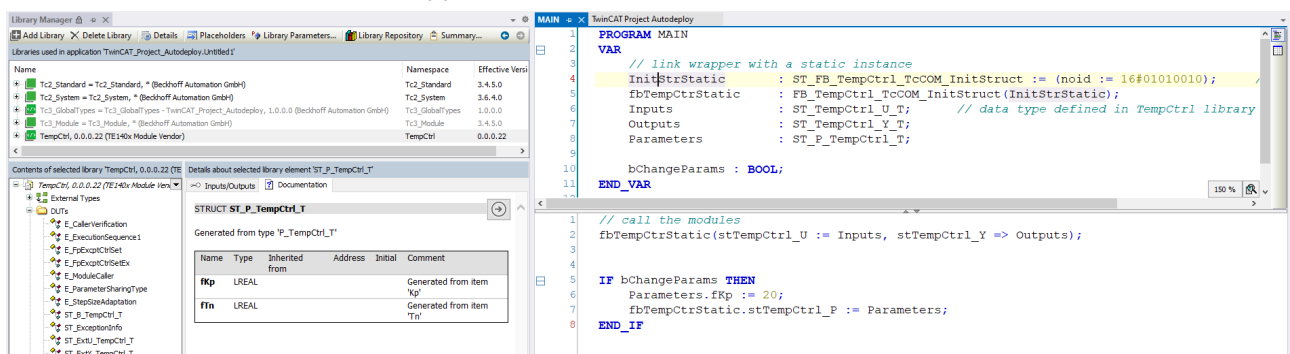 Library Manager
Add Library Delete Library Details Placeholders Library Parameters... Library Repository Summary...
Libraries used in application 'TwinCAT_Project_Autodeploy.Untitled1'
Name Namespace Effective Versi
Tc2_Standard = Tc2_Standard, * (Beckhoff Automation GmbH) Tc2_Standard 3.4.5.0
Tc2_System = Tc2_System, * (Beckhoff Automation GmbH) Tc2_System 3.6.4.0
Tc3_GlobalTypes = Tc3_GlobalTypes - TwinCAT_Project_Autodeploy, 1.0.0.0 (Beckhoff Automation GmbH) Tc3_GlobalTypes 1.0.0.0
Tc3_Module = Tc3_Module, * (Beckhoff Automation GmbH) Tc3_Module 3.4.5.0
TempCtrl, 0.0.0.22 (TE140x Module Vendor) TempCtrl 0.0.0.22
Contents of selected library 'TempCtrl, 0.0.0.22 (TE
TempCtrl, 0.0.0.22 (TE140x Module Ven
External Types
DUTs
E_CallerVerification
E_ExecutionSequence1
E_FpExcptCtrlSet
E_FpExcptCtrlSetEx
E_ModuleCaller
E_ParameterSharingType
E_StepSizeAdaptation
ST_B_TempCtrl_T
ST_ExceptionInfo
ST_ExtU_TempCtrl_T
ST_ExtY_TempCtrl_T
Details about selected library element 'ST_P_TempCtrl_T'
Inputs/Outputs Documentation
STRUCT ST_P_TempCtrl_T
Generated from type 'P_TempCtrl_T'
Name Type Inherited from Address Initial Comment
fKp LREAL Generated from item 'Kp'
fTn LREAL Generated from item 'Tn'
MAIN TwinCAT Project Autodeploy
1 PROGRAM MAIN
2 VAR
3 // link wrapper with a static instance
4 InitStrStatic : ST_FB_TempCtrl_TcCOM_InitStruct := (noid := 16#01010010); /
5 fbTempCtrStatic : FB_TempCtrl_TcCOM_InitStruct(InitStrStatic);
6 Inputs : ST_TempCtrl_U_T; // data type defined in TempCtrl library
7 Outputs : ST_TempCtrl_Y_T;
8 Parameters : ST_P_TempCtrl_T;
9
10 bChangeParams : BOOL;
11 END_VAR
150 %
1 // call the modules
2 fbTempCtrStatic(stTempCtrl_U := Inputs, stTempCtrl_Y => Outputs);
3
4
5 IF bChangeParams THEN
6 Parameters.fKp := 20;
7 fbTempCtrStatic.stTempCtrl_P := Parameters;
8 END_IF